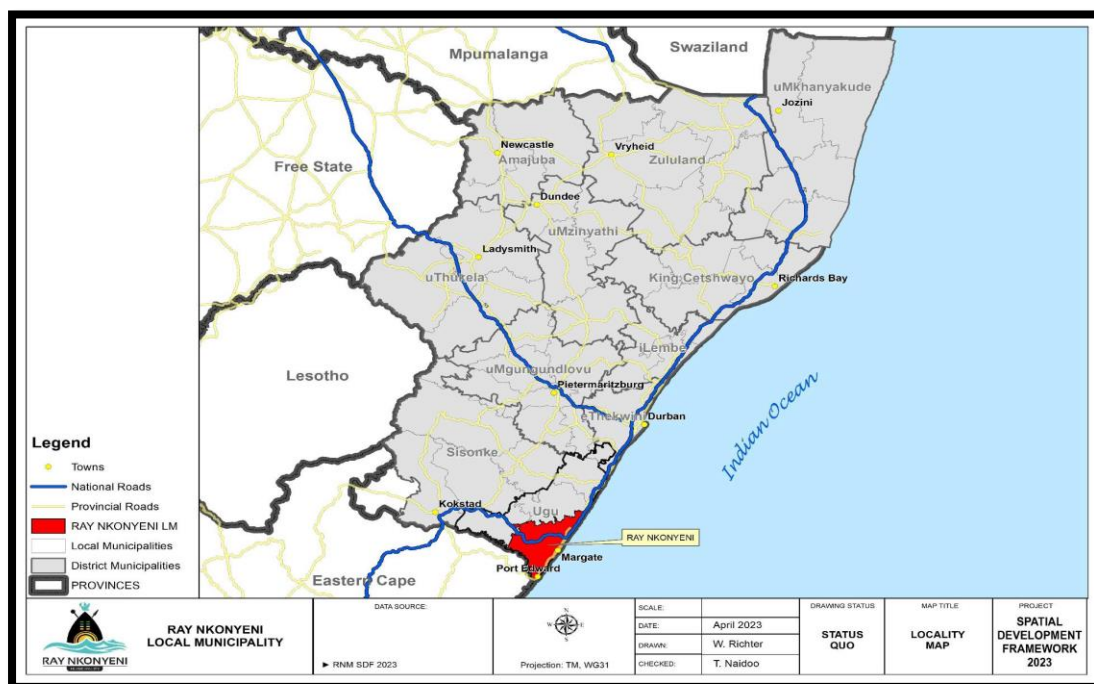 Mpumalanga
Swaziland
uMkhanyakude
Jozini
Newcastle
Amajuba
Vryheid
Zululand
Free State
Dundee
uMzinyathi
Ladysmith
uThukela
King Cetshwayo
Richards Bay
iLembe
Lesotho
uMgungundlovu
Pietermaritzburg
eThekwini
Durban
Indian Ocean
Sisonke
Kokstad
Ugu
RAY NKONYENI
Margate
Port Edward
Eastern Cape
Legend
Towns
National Roads
Provincial Roads
RAY NKONYENI LM
Local Municipalities
District Municipalities
PROVINCES
RAY NKONYENI
RAY NKONYENI
LOCAL MUNICIPALITY
DATA SOURCE:
► RNM SDF 2023
N
Projection: TM, WG31
SCALE:
DATE: April 2023
DRAWN: W. Richter
CHECKED: T. Naidoo
DRAWING STATUS
STATUS
QUO
MAP TITLE
LOCALITY
MAP
PROJECT
SPATIAL
DEVELOPMENT
FRAMEWORK
2023